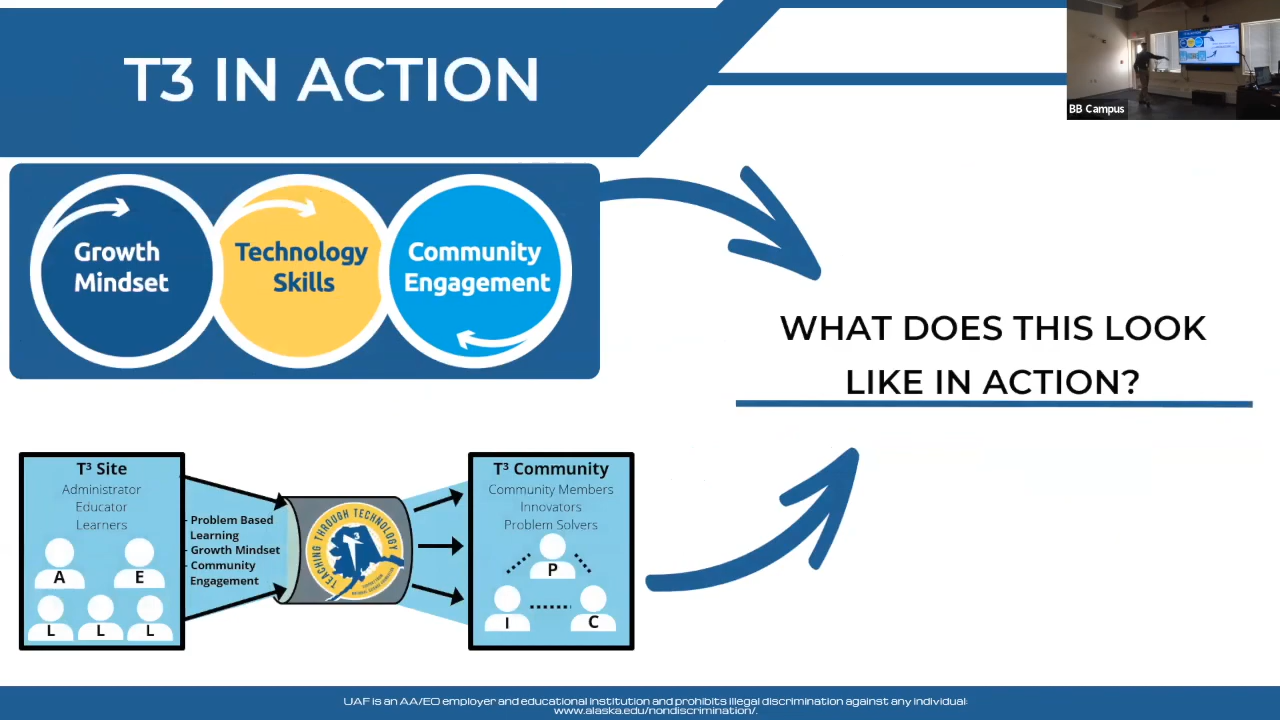 T3 IN ACTION
BB Campus
Growth
Mindset
Technology
Skills
Community
Engagement
WHAT DOES THIS LOOK
LIKE IN ACTION?
T³ Site
Administrator
Educator
Learners
A
E
L
L
L
- Problem Based
Learning
- Growth Mindset
- Community
Engagement
TEACHING THROUGH TECHNOLOGY
T3
T³ Community
Community Members
Innovators
Problem Solvers
P
I
C
UAF is an AA/EO employer and educational institution and prohibits illegal discrimination against any individual:
www.alaska.edu/nondiscrimination/.